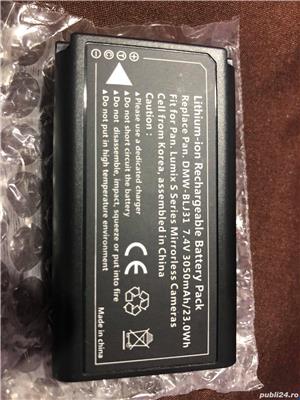 Lithium-ion Rechargeable Battery Pack
Replace Pan. DMW-BLJ31 7.4V 3050mAh/23.0Wh
Fit for Pan. Lumix S Series Mirrorless Cameras
Cell from Korea, assembled in China
Caution :
▲Please use a dedicated charger
▲Do not short circuit the battery
▲Do not disassemble, impact, squeeze or put into water
▲Do not put in high temperature
CE
Made in china
publi24.ro